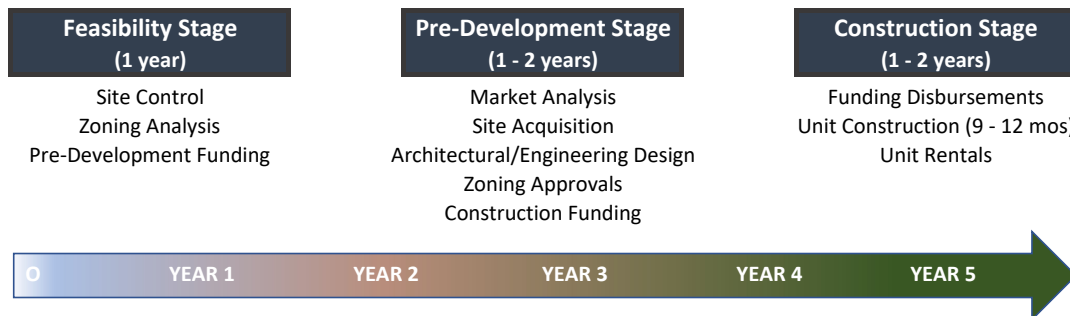 Feasibility Stage
(1 year)
Site Control
Zoning Analysis
Pre-Development Funding
Pre-Development Stage
(1 - 2 years)
Market Analysis
Site Acquisition
Architectural/Engineering Design
Zoning Approvals
Construction Funding
Construction Stage
(1 - 2 years)
Funding Disbursements
Unit Construction (9 - 12 mos)
Unit Rentals
O YEAR 1 YEAR 2 YEAR 3 YEAR 4 YEAR 5